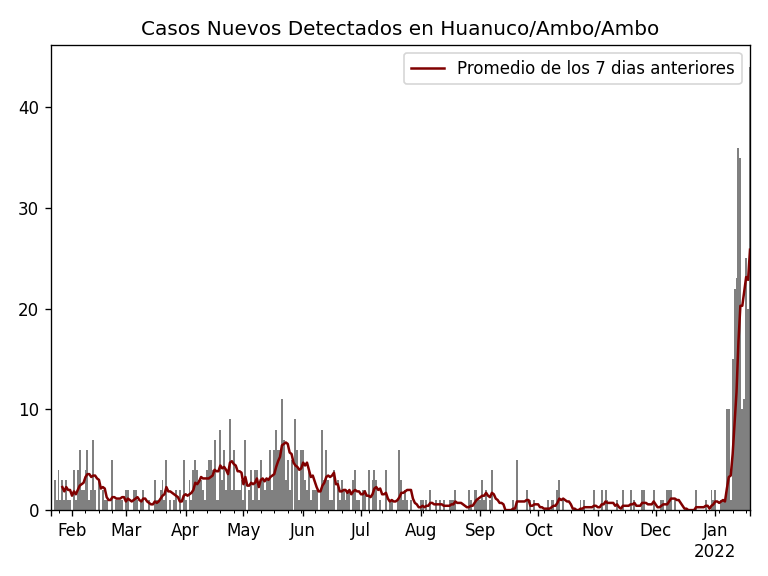 Casos Nuevos Detectados en Huanuco/Ambo/Ambo
Promedio de los 7 dias anteriores
40
30
20
10
0
Feb Mar Apr May Jun Jul Aug Sep Oct Nov Dec Jan
2022